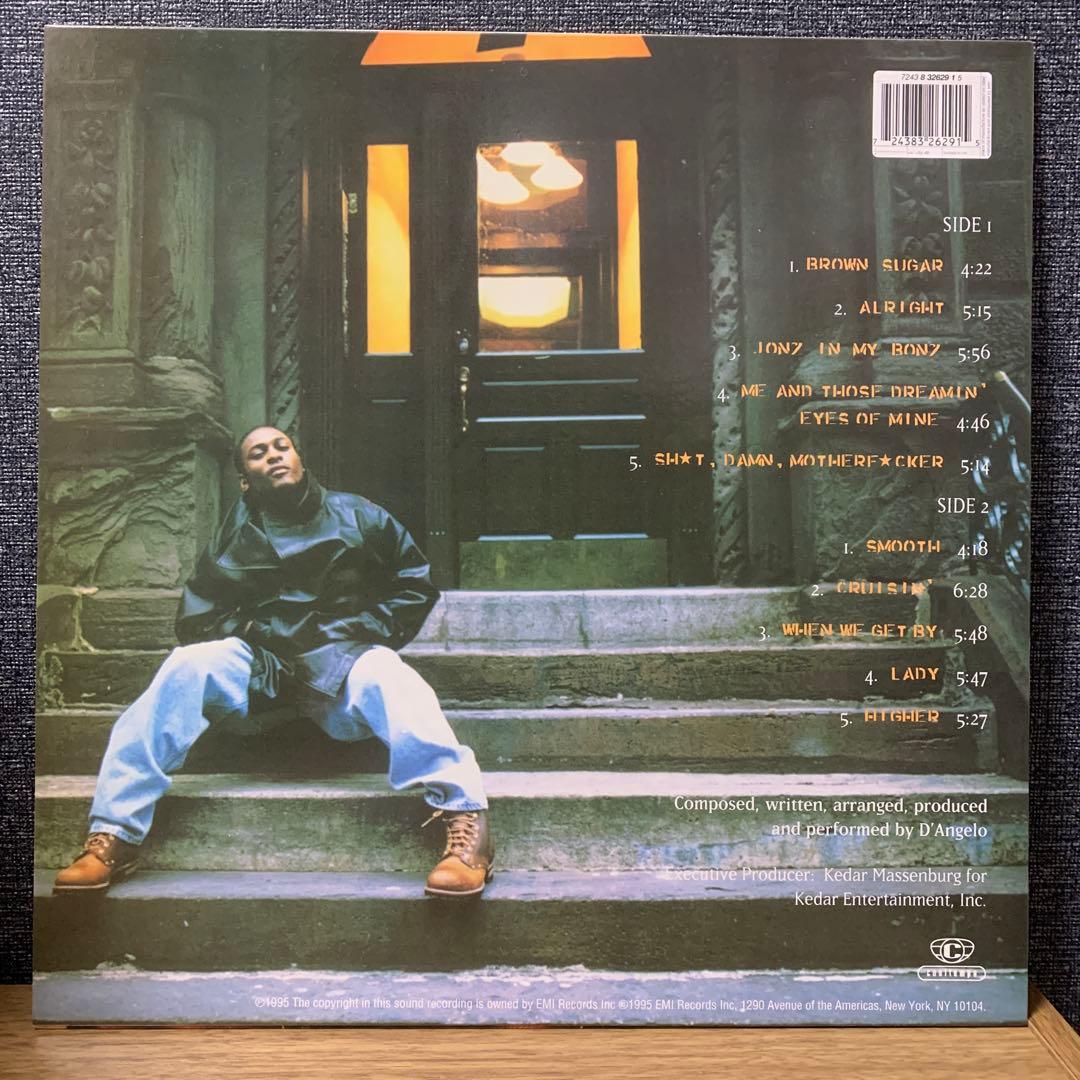 7243 8 32629 1 5
7 24383 26291 5
SIDE 1
1. BROWN SUGAR 4:22
2. ALRIGHT 5:15
3. JONZ IN MY BONZ 5:56
4. ME AND THOSE DREAMIN'
EYES OF MINE 4:46
5. SH★T, DAMN, MOTHERF★CKER 5:14
SIDE 2
1. SMOOTH 4:18
2. CRUISIN' 6:28
3. WHEN WE GET BY 5:48
4. LADY 5:47
5. HIGHER 5:27
Composed, written, arranged, produced
and performed by D'Angelo
Executive Producer: Kedar Massenburg for
Kedar Entertainment, Inc.
C
cooltempo
©1995 The copyright in this sound recording is owned by EMI Records Inc ®1995 EMI Records Inc, 1290 Avenue of the Americas, New York, NY 10104.